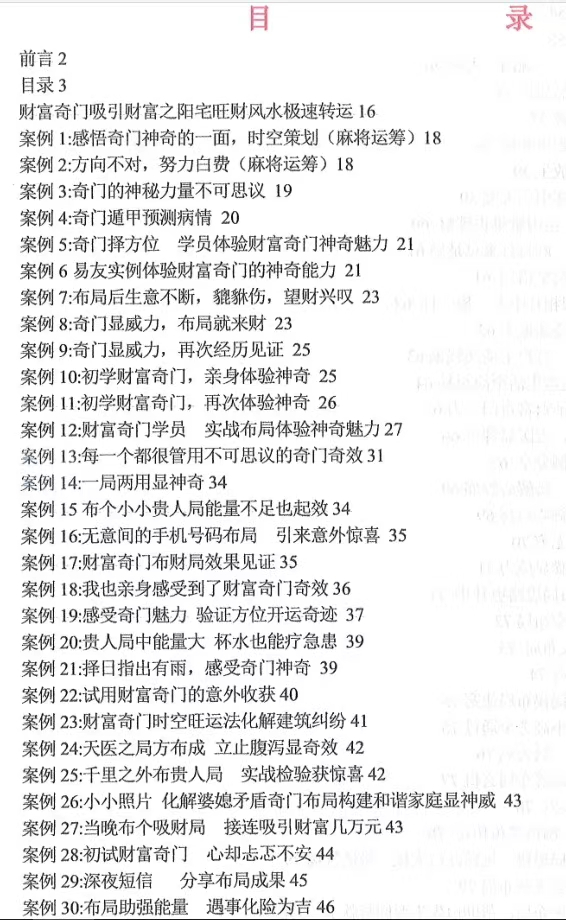 目 录
前言 2
目录 3
财富奇门吸引财富之阳宅旺财风水极速转运 16
案例 1:感悟奇门神奇的一面，时空策划（麻将运筹）18
案例 2:方向不对，努力白费（麻将运筹）18
案例 3:奇门的神秘力量不可思议 19
案例 4:奇门遁甲预测病情 20
案例 5:奇门择方位 学员体验财富奇门神奇魅力 21
案例 6 易友实例体验财富奇门的神奇能力 21
案例 7:布局后生意不断，貔貅伤，望财兴叹 23
案例 8:奇门显威力，布局就来财 23
案例 9:奇门显威力，再次经历见证 25
案例 10:初学财富奇门，亲身体验神奇 25
案例 11:初学财富奇门，再次体验神奇 26
案例 12:财富奇门学员 实战布局体验神奇魅力 27
案例 13:每一个都很管用不可思议的奇门奇效 31
案例 14:一局两用显神奇 34
案例 15 布个小小贵人局能量不足也起效 34
案例 16:无意间的手机号码布局 引来意外惊喜 35
案例 17:财富奇门布财局效果见证 35
案例 18:我也亲身感受到了财富奇门奇效 36
案例 19:感受奇门魅力 验证方位开运奇迹 37
案例 20:贵人局中能量大 杯水也能疗急患 39
案例 21:择日指出有雨，感受奇门神奇 39
案例 22:试用财富奇门的意外收获 40
案例 23:财富奇门时空旺运法化解建筑纠纷 41
案例 24:天医之局方布成 立止腹泻显奇效 42
案例 25:千里之外布贵人局 实战检验获惊喜 42
案例 26:小小照片 化解婆媳矛盾奇门布局构建和谐家庭显神威 43
案例 27:当晚布个吸财局 接连吸引财富几万元 43
案例 28:初试财富奇门 心却忐忑不安 44
案例 29:深夜短信 分享布局成果 45
案例 30:布局助强能量 遇事化险为吉 46